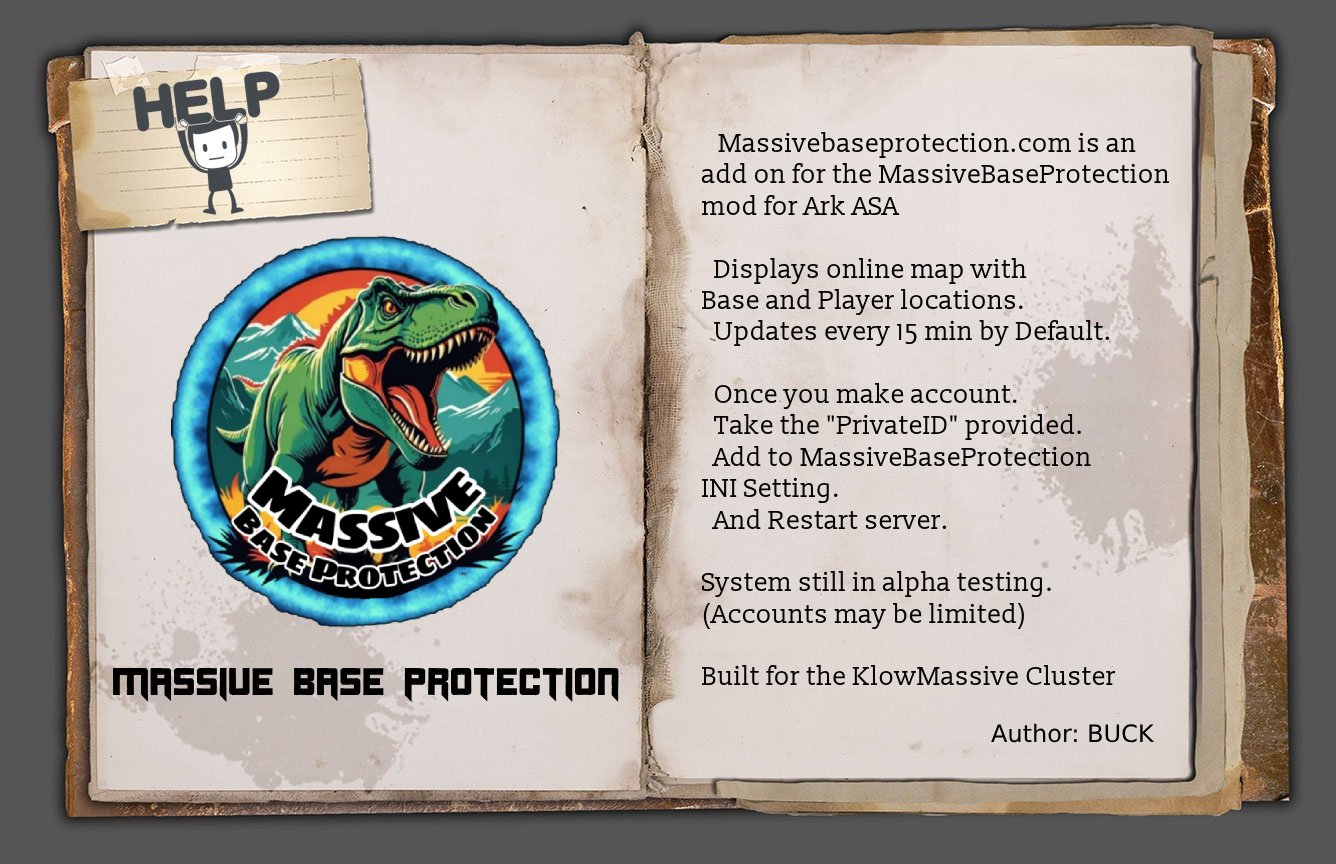 HELP
MASSIVE
BASE PROTECTION
MASSIVE BASE PROTECTION
Massivebaseprotection.com is an
add on for the MassiveBaseProtection
mod for Ark ASA
Displays online map with
Base and Player locations.
Updates every 15 min by Default.
Once you make account.
Take the "PrivateID" provided.
Add to MassiveBaseProtection
INI Setting.
And Restart server.
System still in alpha testing.
(Accounts may be limited)
Built for the KlowMassive Cluster
Author: BUCK